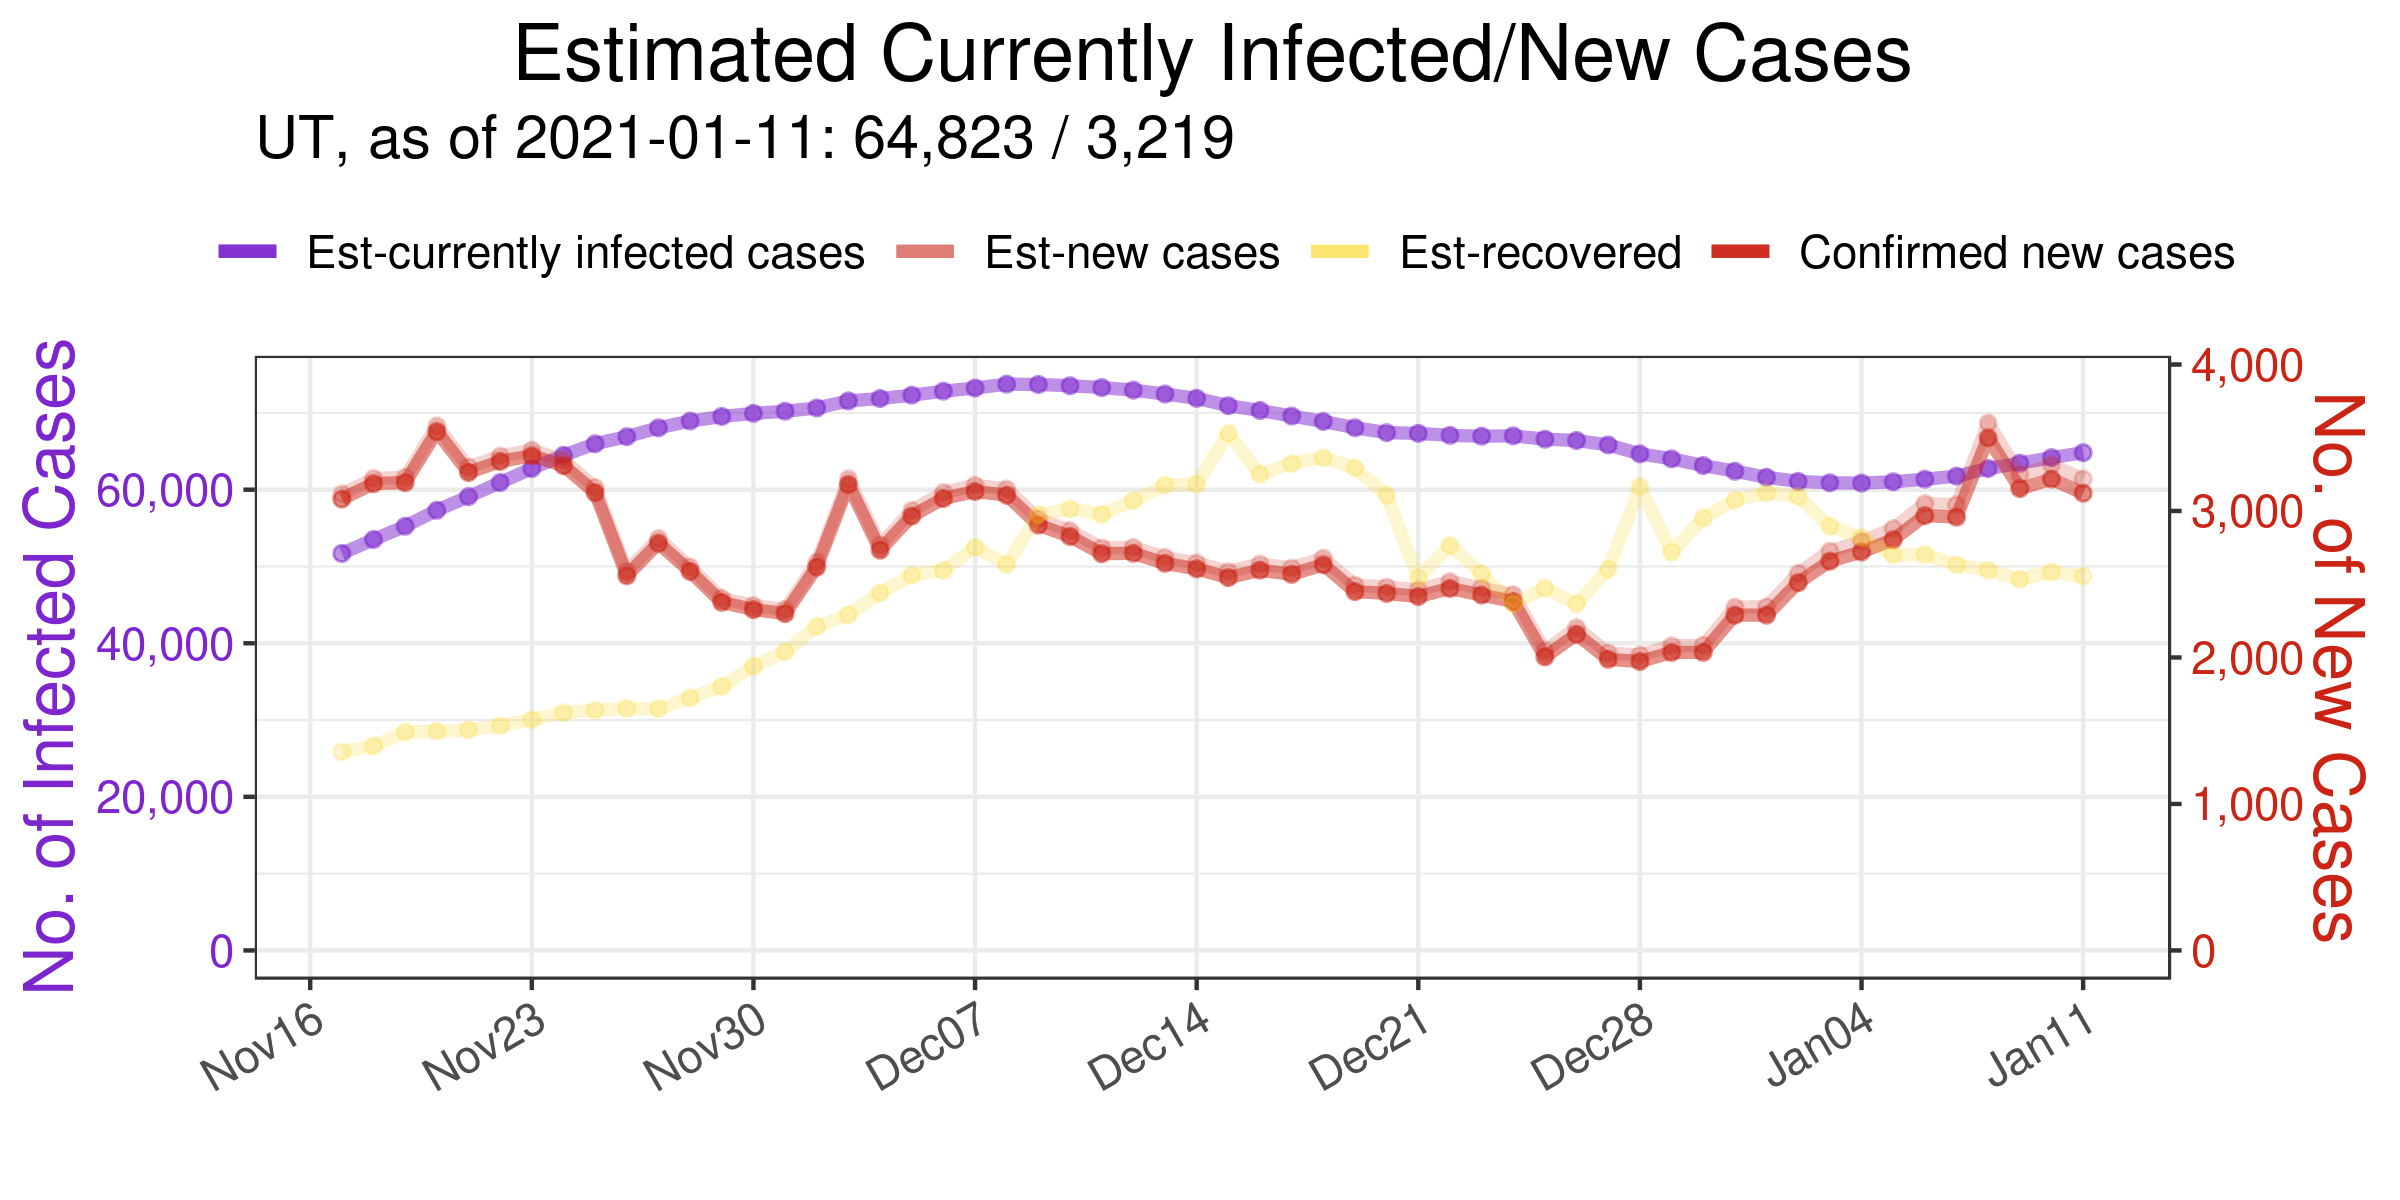 Estimated Currently Infected/New Cases
UT, as of 2021-01-11: 64,823 / 3,219
Est-currently infected cases Est-new cases Est-recovered Confirmed new cases
No. of Infected Cases
60,000
40,000
20,000
0
4,000
3,000
2,000
1,000
0
No. of New Cases
Nov16 Nov23 Nov30 Dec07 Dec14 Dec21 Dec28 Jan04 Jan11